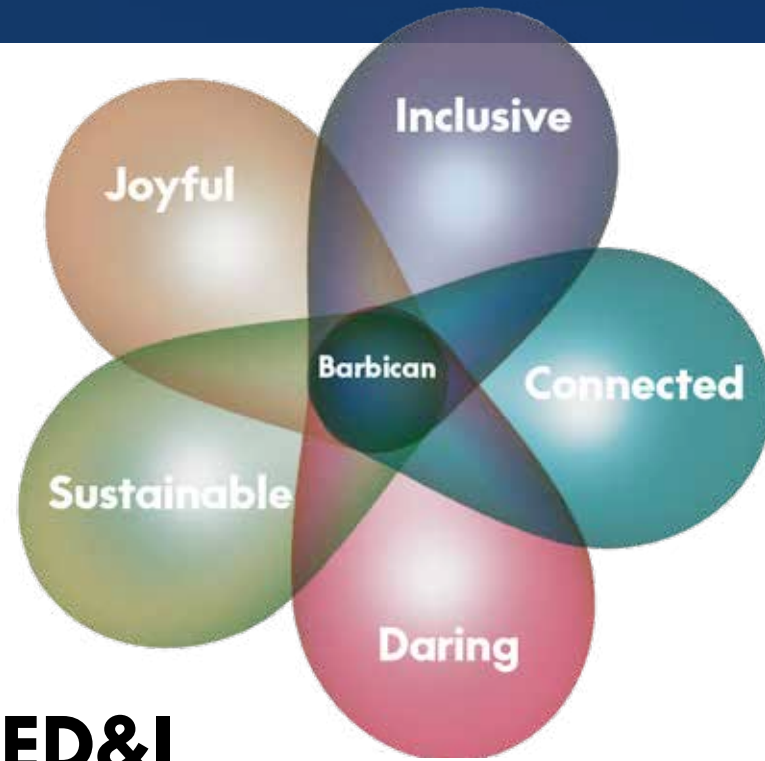 Inclusive
Joyful
Barbican
Connected
Sustainable
Daring
ED&I